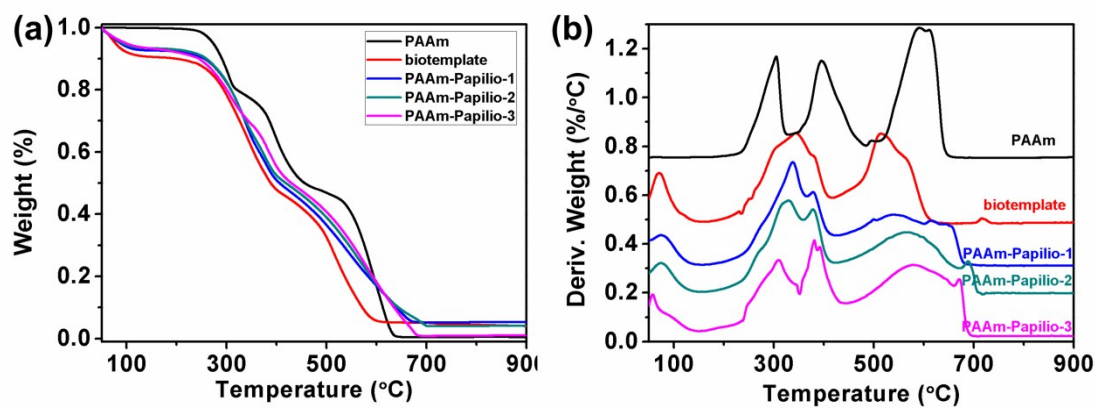 (a)
1.0
0.8
0.6
0.4
0.2
0.0
Weight (%)
PAAm
biotemplate
PAAm-Papilio-1
PAAm-Papilio-2
PAAm-Papilio-3
100 300 500 700 900
Temperature (°C)
(b)
1.2
1.0
0.8
0.6
0.4
0.2
0.0
Deriv. Weight (%/°C)
PAAm
biotemplate
PAAm-Papilio-1
PAAm-Papilio-2
PAAm-Papilio-3
100 300 500 700 900
Temperature (°C)